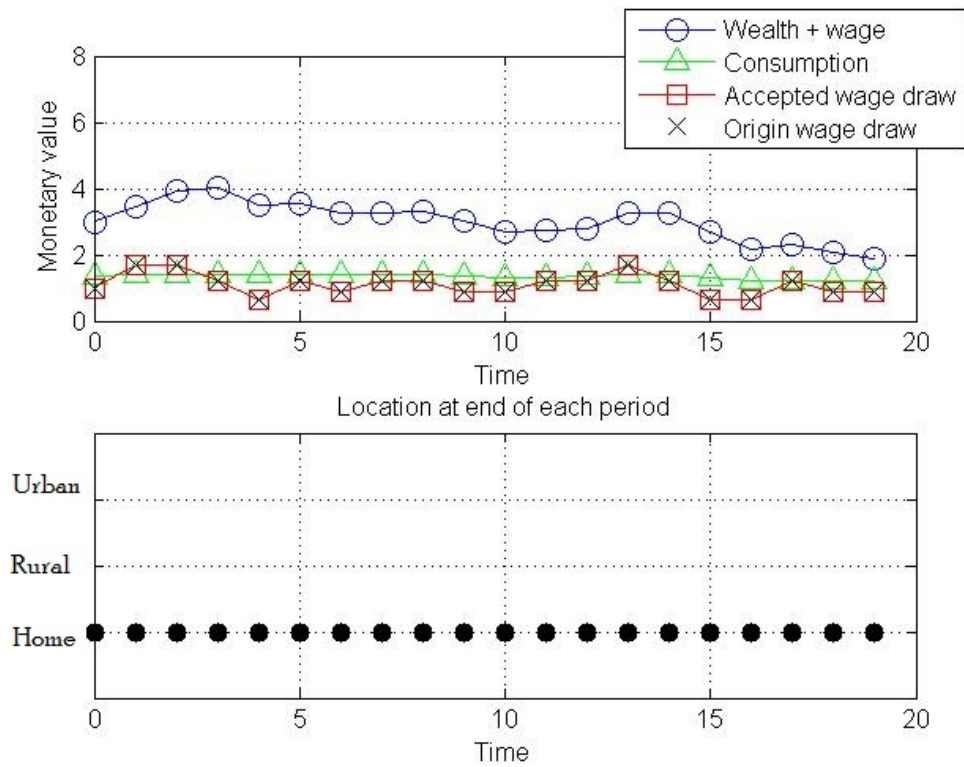 Wealth + wage
Consumption
Accepted wage draw
Origin wage draw
Monetary value
8
6
4
2
0
0 5 10 15 20
Time
Location at end of each period
Urban
Rural
Home
0 5 10 15 20
Time